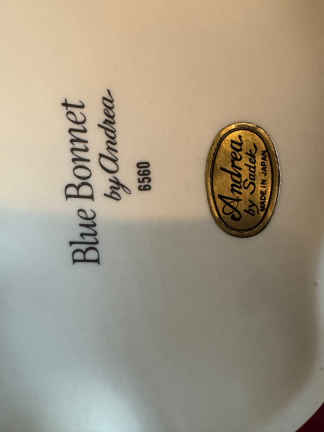 Blue Bonnet
by Andrea
6560
Andrea
by Sadek
MADE IN JAPAN